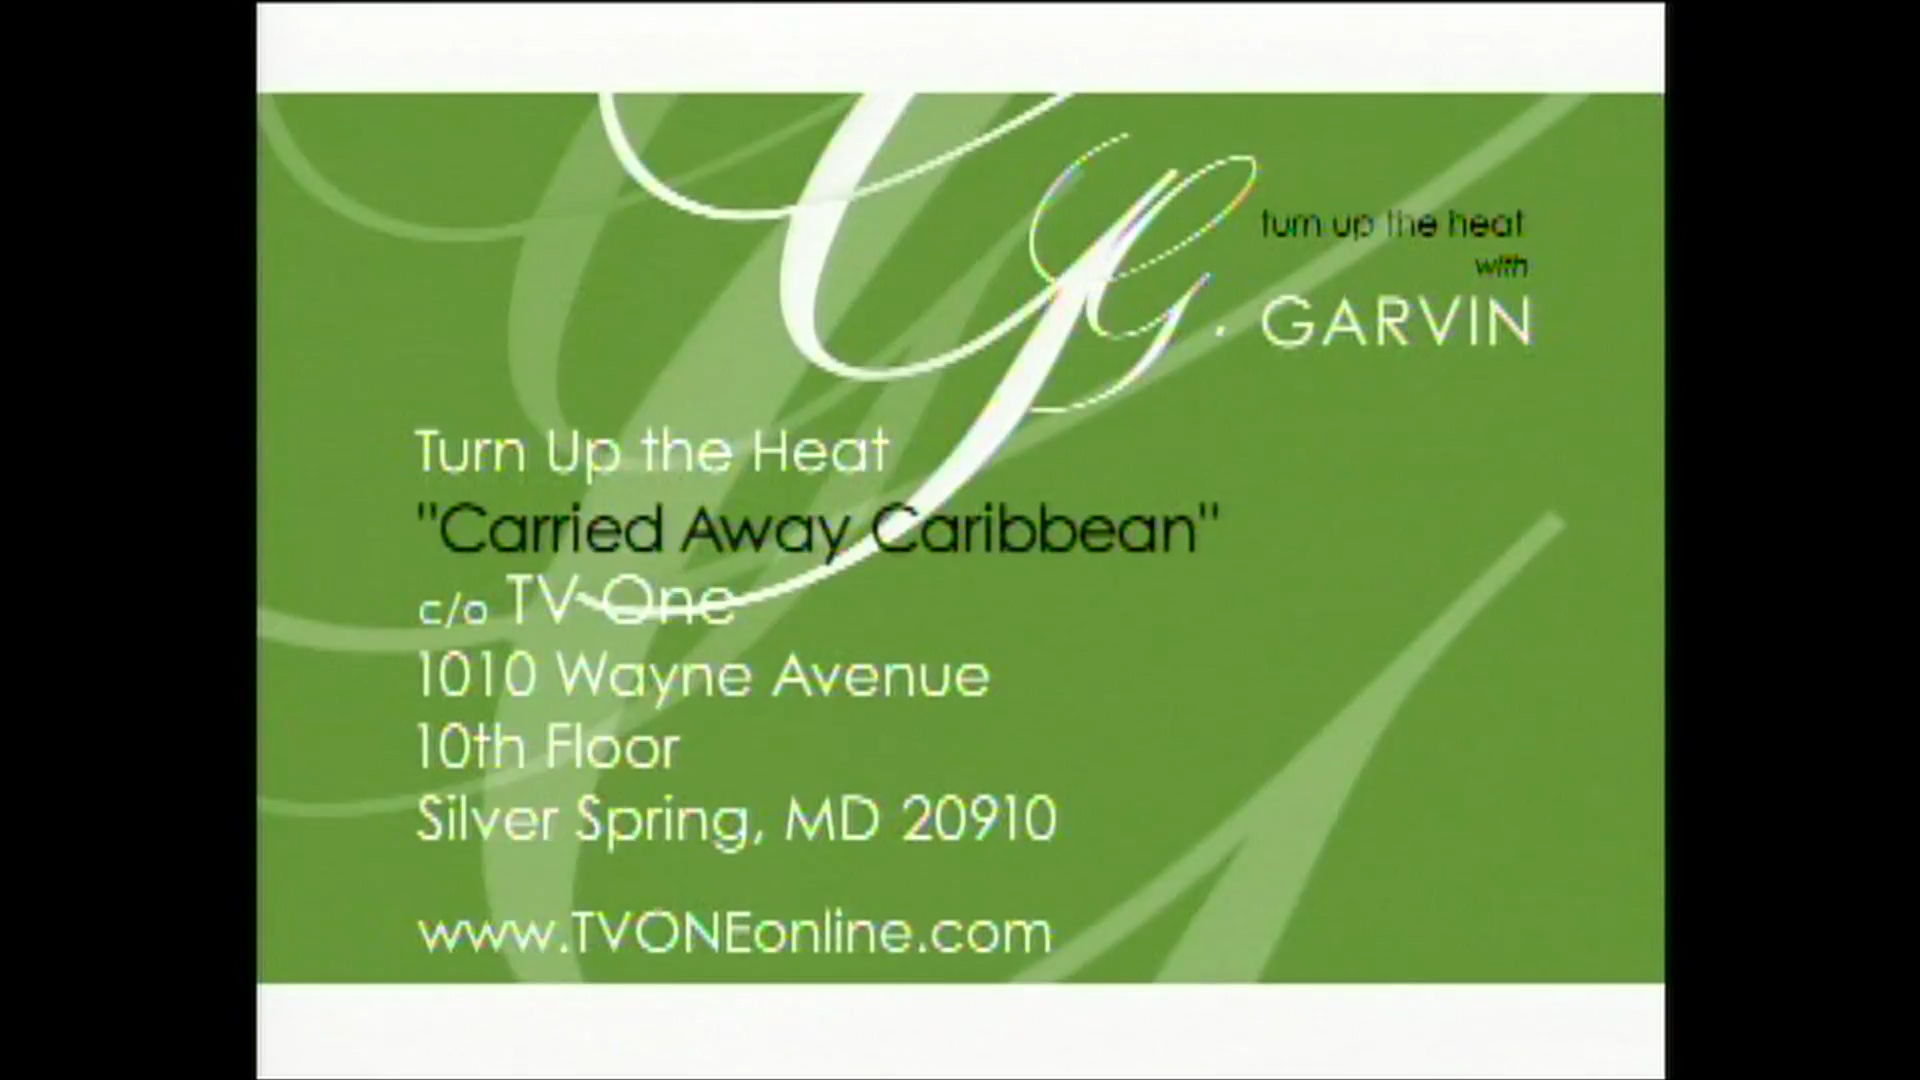 turn up the heat
with
G. GARVIN
Turn Up the Heat
"Carried Away Caribbean"
c/o TV One
1010 Wayne Avenue
10th Floor
Silver Spring, MD 20910
www.TVONEonline.com